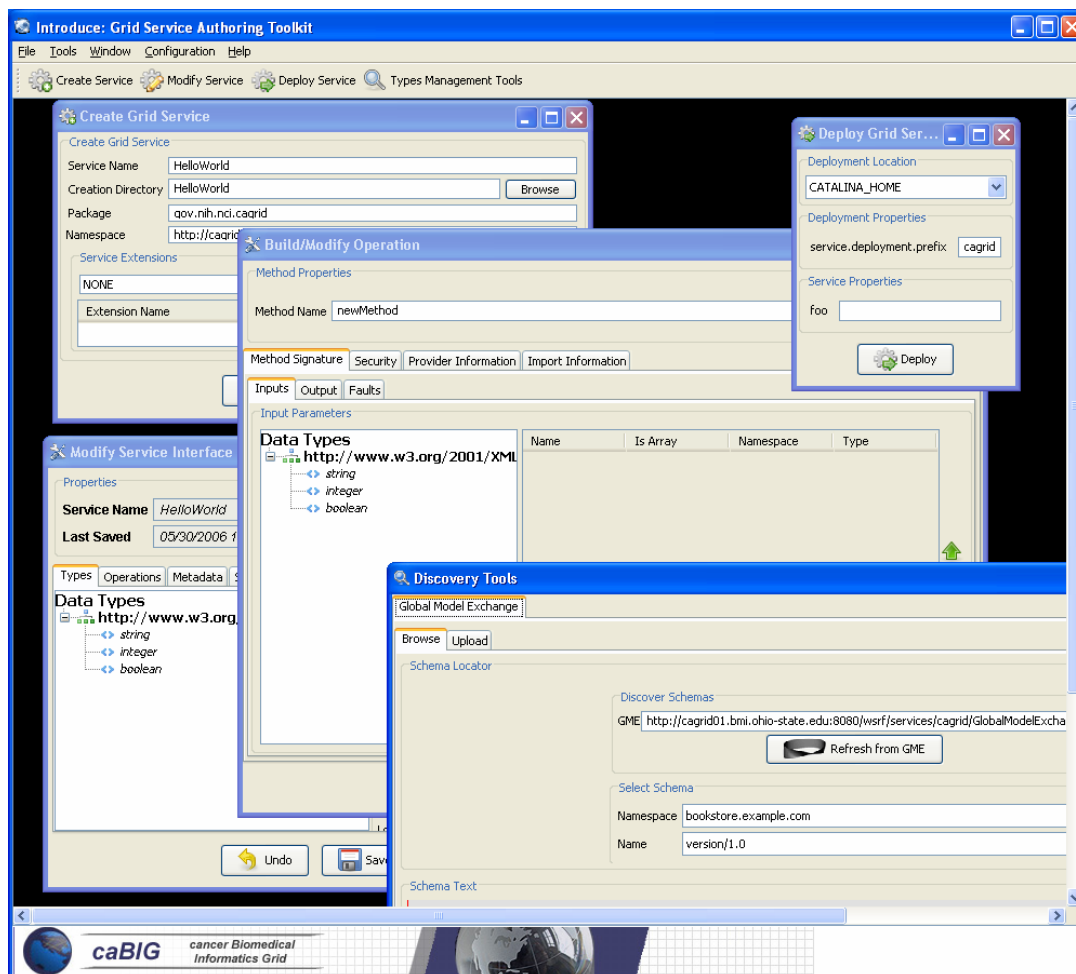 Introduce: Grid Service Authoring Toolkit
File Tools Window Configuration Help
Create Service Modify Service Deploy Service Types Management Tools
Create Grid Service
Create Grid Service
Service Name HelloWorld
Creation Directory HelloWorld Browse
Package gov.nih.nci.cagrid
Namespace http://cagrid
Service Extensions
NONE
Extension Name
Deploy Grid Ser...
Deployment Location
CATALINA_HOME
Deployment Properties
service.deployment.prefix cagrid
Service Properties
foo
Deploy
Build/Modify Operation
Method Properties
Method Name newMethod
Method Signature Security Provider Information Import Information
Inputs Output Faults
Input Parameters
Data Types
http://www.w3.org/2001/XML
string
integer
boolean
Name Is Array Namespace Type
Modify Service Interface
Properties
Service Name HelloWorld
Last Saved 05/30/2006 1
Types Operations Metadata S
Data Types
http://www.w3.org
string
integer
boolean
Undo Save
Discovery Tools
Global Model Exchange
Browse Upload
Schema Locator
Discover Schemas
GME http://cagrid01.bmi.ohio-state.edu:8080/wsrf/services/cagrid/GlobalModelExcha
Refresh from GME
Select Schema
Namespace bookstore.example.com
Name version/1.0
Schema Text
caBIG cancer Biomedical
Informatics Grid